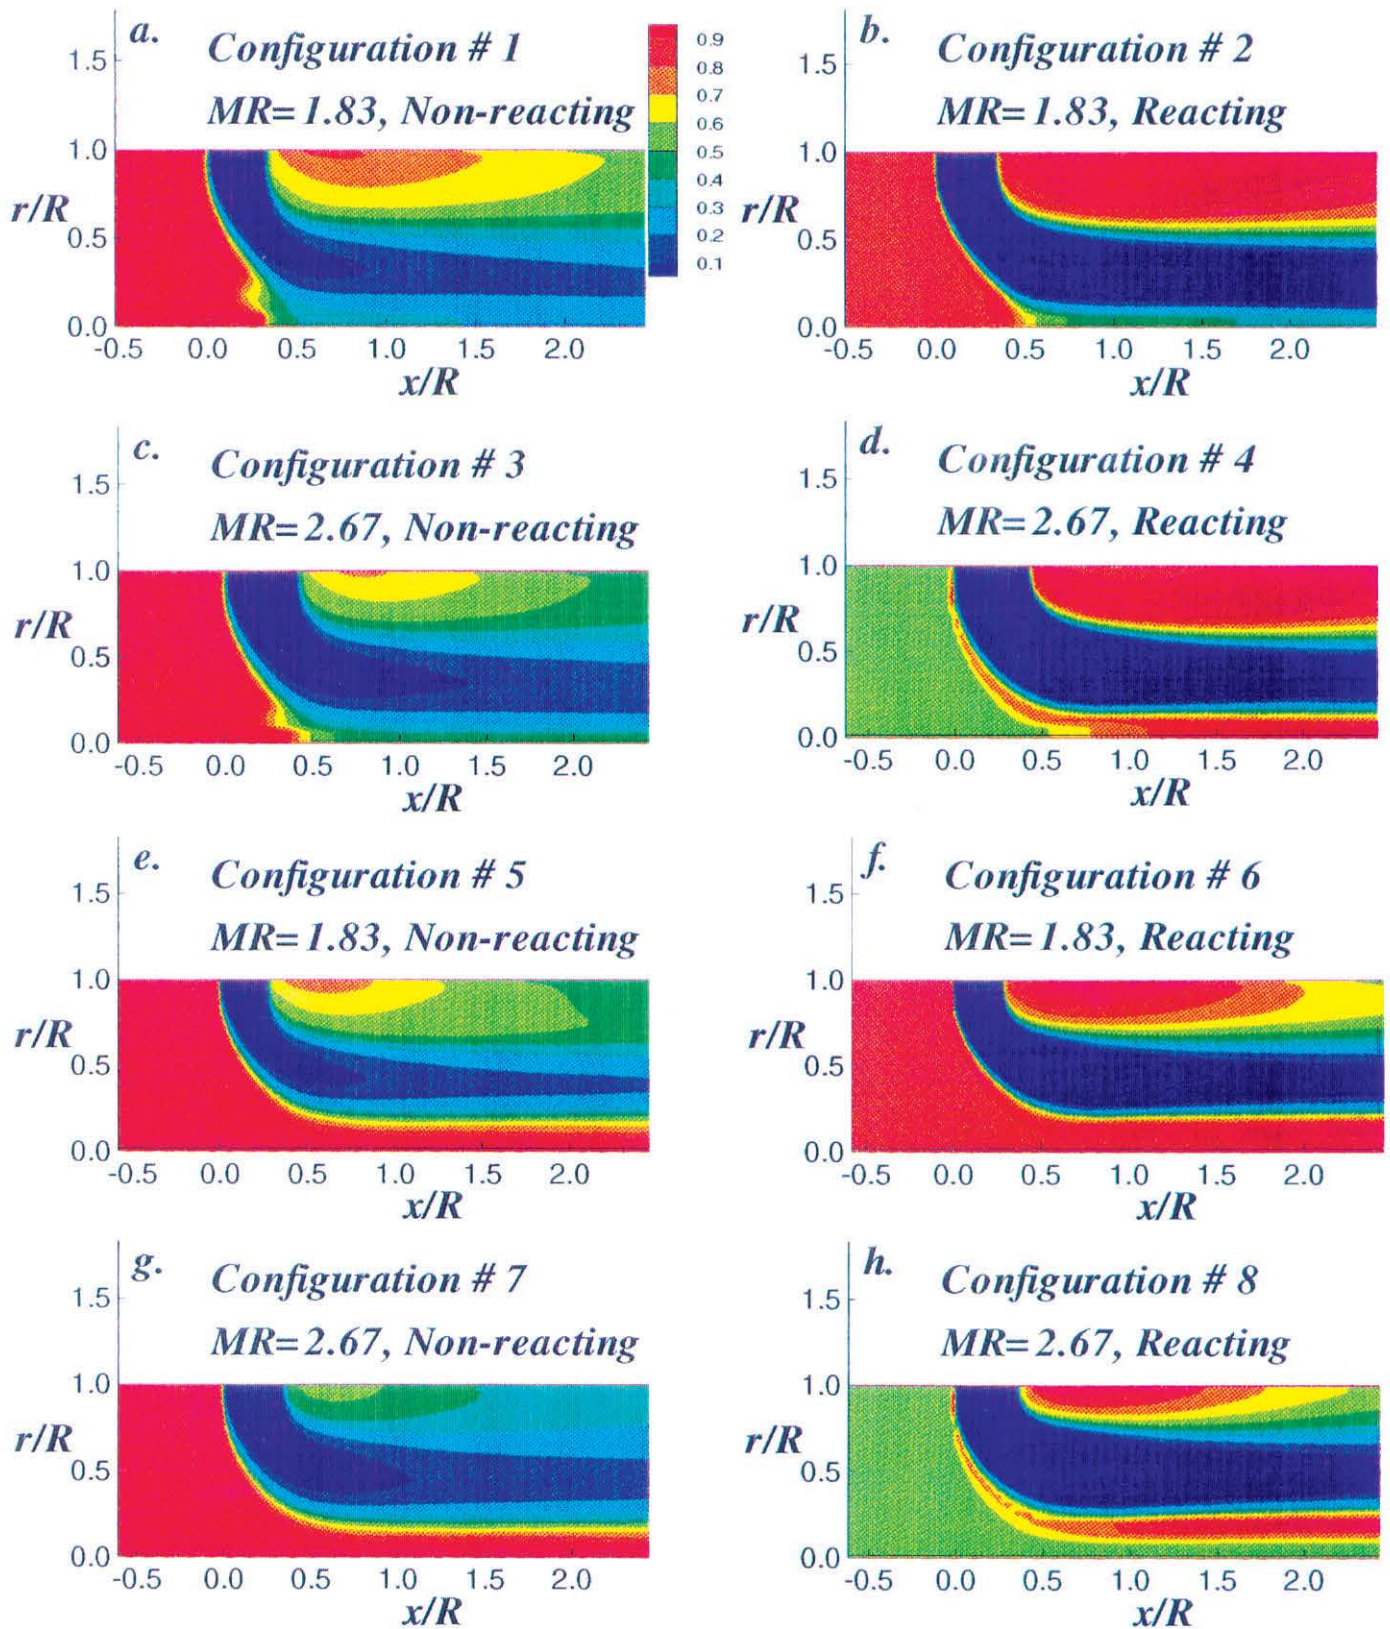 a.
Configuration # 1
MR= 1.83, Non-reacting
1.5
1.0
r/R
0.5
0.0
-0.5 0.0 0.5 1.0 1.5 2.0
x/R
0.9
0.8
0.7
0.6
0.5
0.4
0.3
0.2
0.1
b.
Configuration # 2
MR= 1.83, Reacting
1.5
1.0
r/R
0.5
0.0
-0.5 0.0 0.5 1.0 1.5 2.0
x/R
c.
Configuration # 3
MR= 2.67, Non-reacting
1.5
1.0
r/R
0.5
0.0
-0.5 0.0 0.5 1.0 1.5 2.0
x/R
d.
Configuration # 4
MR= 2.67, Reacting
1.5
1.0
r/R
0.5
0.0
-0.5 0.0 0.5 1.0 1.5 2.0
x/R
e.
Configuration # 5
MR= 1.83, Non-reacting
1.5
1.0
r/R
0.5
0.0
-0.5 0.0 0.5 1.0 1.5 2.0
x/R
f.
Configuration # 6
MR= 1.83, Reacting
1.5
1.0
r/R
0.5
0.0
-0.5 0.0 0.5 1.0 1.5 2.0
x/R
g.
Configuration # 7
MR= 2.67, Non-reacting
1.5
1.0
r/R
0.5
0.0
-0.5 0.0 0.5 1.0 1.5 2.0
x/R
h.
Configuration # 8
MR= 2.67, Reacting
1.5
1.0
r/R
0.5
0.0
-0.5 0.0 0.5 1.0 1.5 2.0
x/R